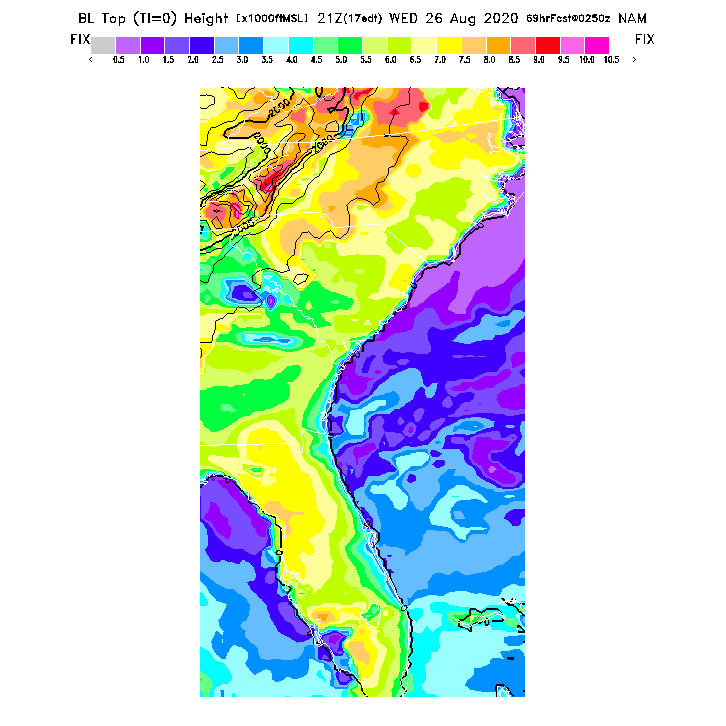 BL Top (TI=0) Height [x1000ftMSL] 21Z(17edt) WED 26 Aug 2020 69hrFcst@0250z NAM
FIX FIX
< 0.5 1.0 1.5 2.0 2.5 3.0 3.5 4.0 4.5 5.0 5.5 6.0 6.5 7.0 7.5 8.0 8.5 9.0 9.5 10.0 10.5 >
2000
2000
2000